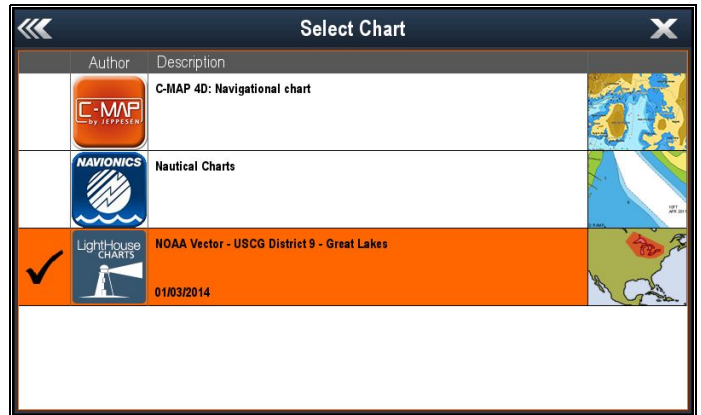 Select Chart
Author Description
C-MAP
by JEPPESEN
C-MAP 4D: Navigational chart
NAVIONICS
Nautical Charts
LightHouse
CHARTS
NOAA Vector - USCG District 9 - Great Lakes
01/03/2014